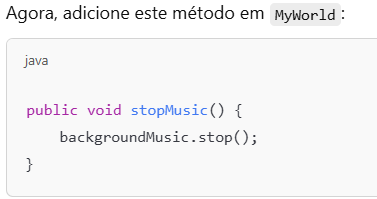 Agora, adicione este método em MyWorld:
java
public void stopMusic() {
    backgroundMusic.stop();
}